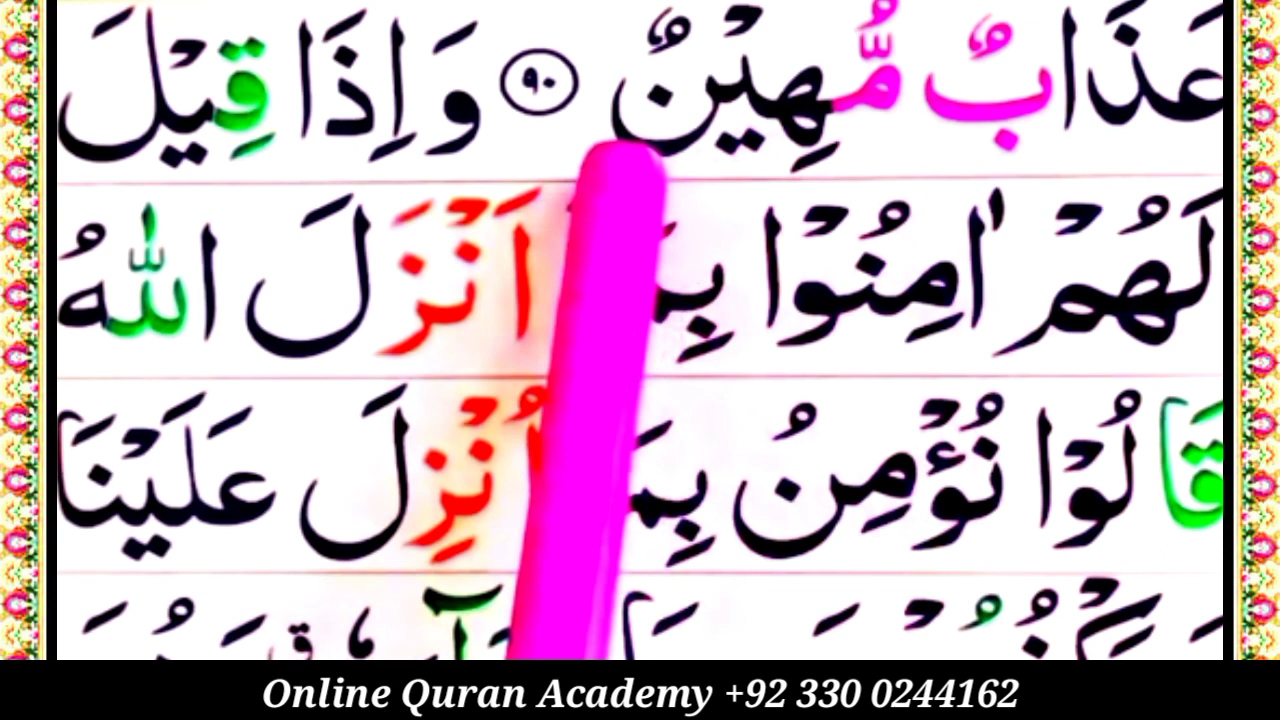 عَذَابٌ مُّهِيْنٌ ﴿٩٠﴾ وَ اِذَا قِيْلَ
لَهُمْ اٰمِنُوْا اَنْزَلَ اللّٰهُ
قَالُوْا نُؤْمِنُ اُنْزِلَ عَلَيْنَا
Online Quran Academy +92 330 0244162